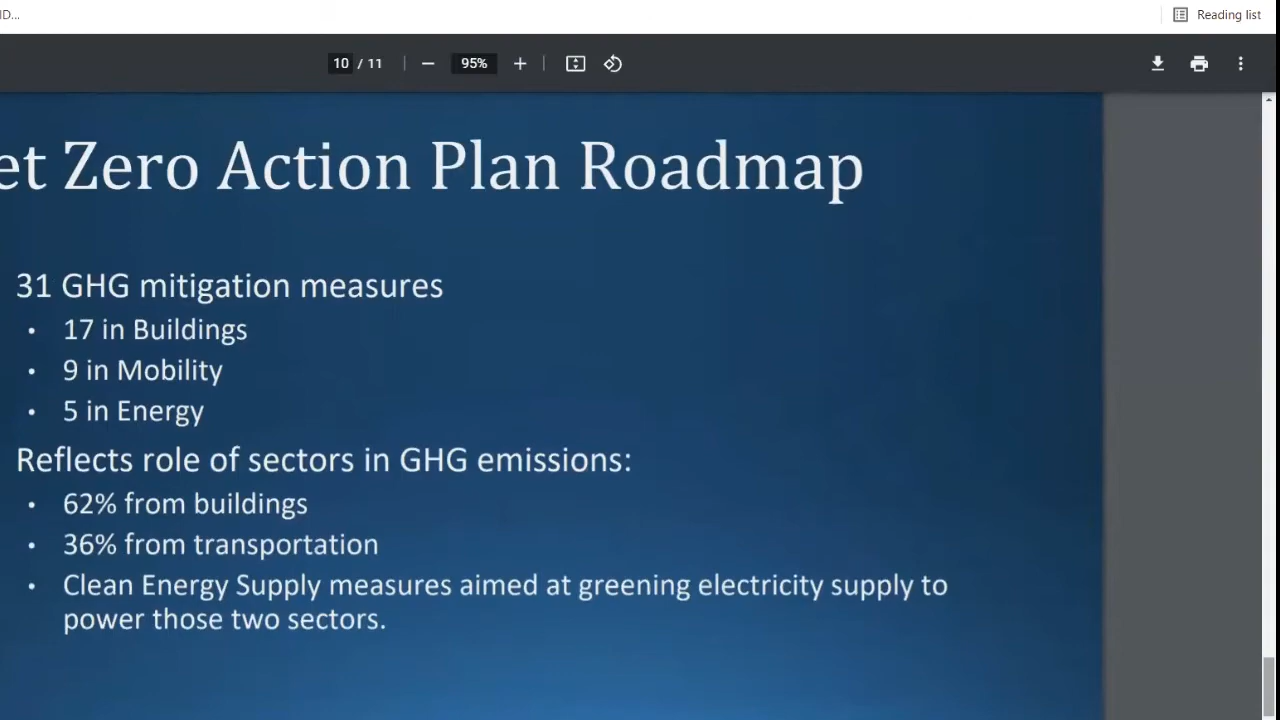 ID...
Reading list
10 / 11
95%
et Zero Action Plan Roadmap
31 GHG mitigation measures
• 17 in Buildings
• 9 in Mobility
• 5 in Energy
Reflects role of sectors in GHG emissions:
• 62% from buildings
• 36% from transportation
• Clean Energy Supply measures aimed at greening electricity supply to
power those two sectors.